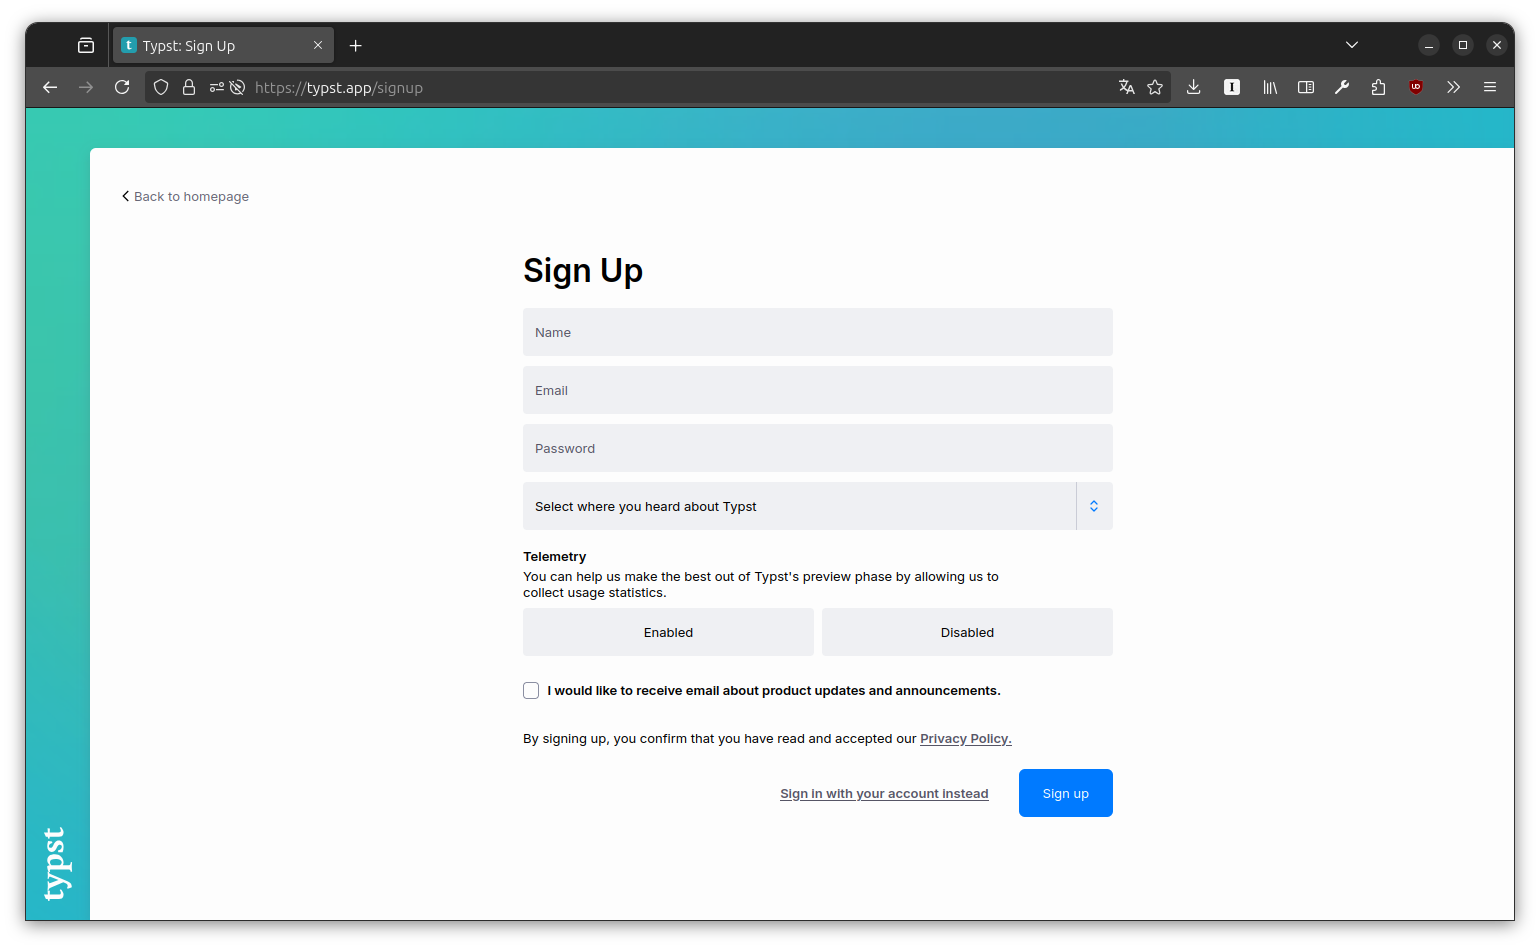 Typst: Sign Up
https://typst.app/signup
Back to homepage
Sign Up
Name
Email
Password
Select where you heard about Typst
Telemetry
You can help us make the best out of Typst's preview phase by allowing us to
collect usage statistics.
Enabled
Disabled
I would like to receive email about product updates and announcements.
By signing up, you confirm that you have read and accepted our Privacy Policy.
Sign in with your account instead
Sign up
typst